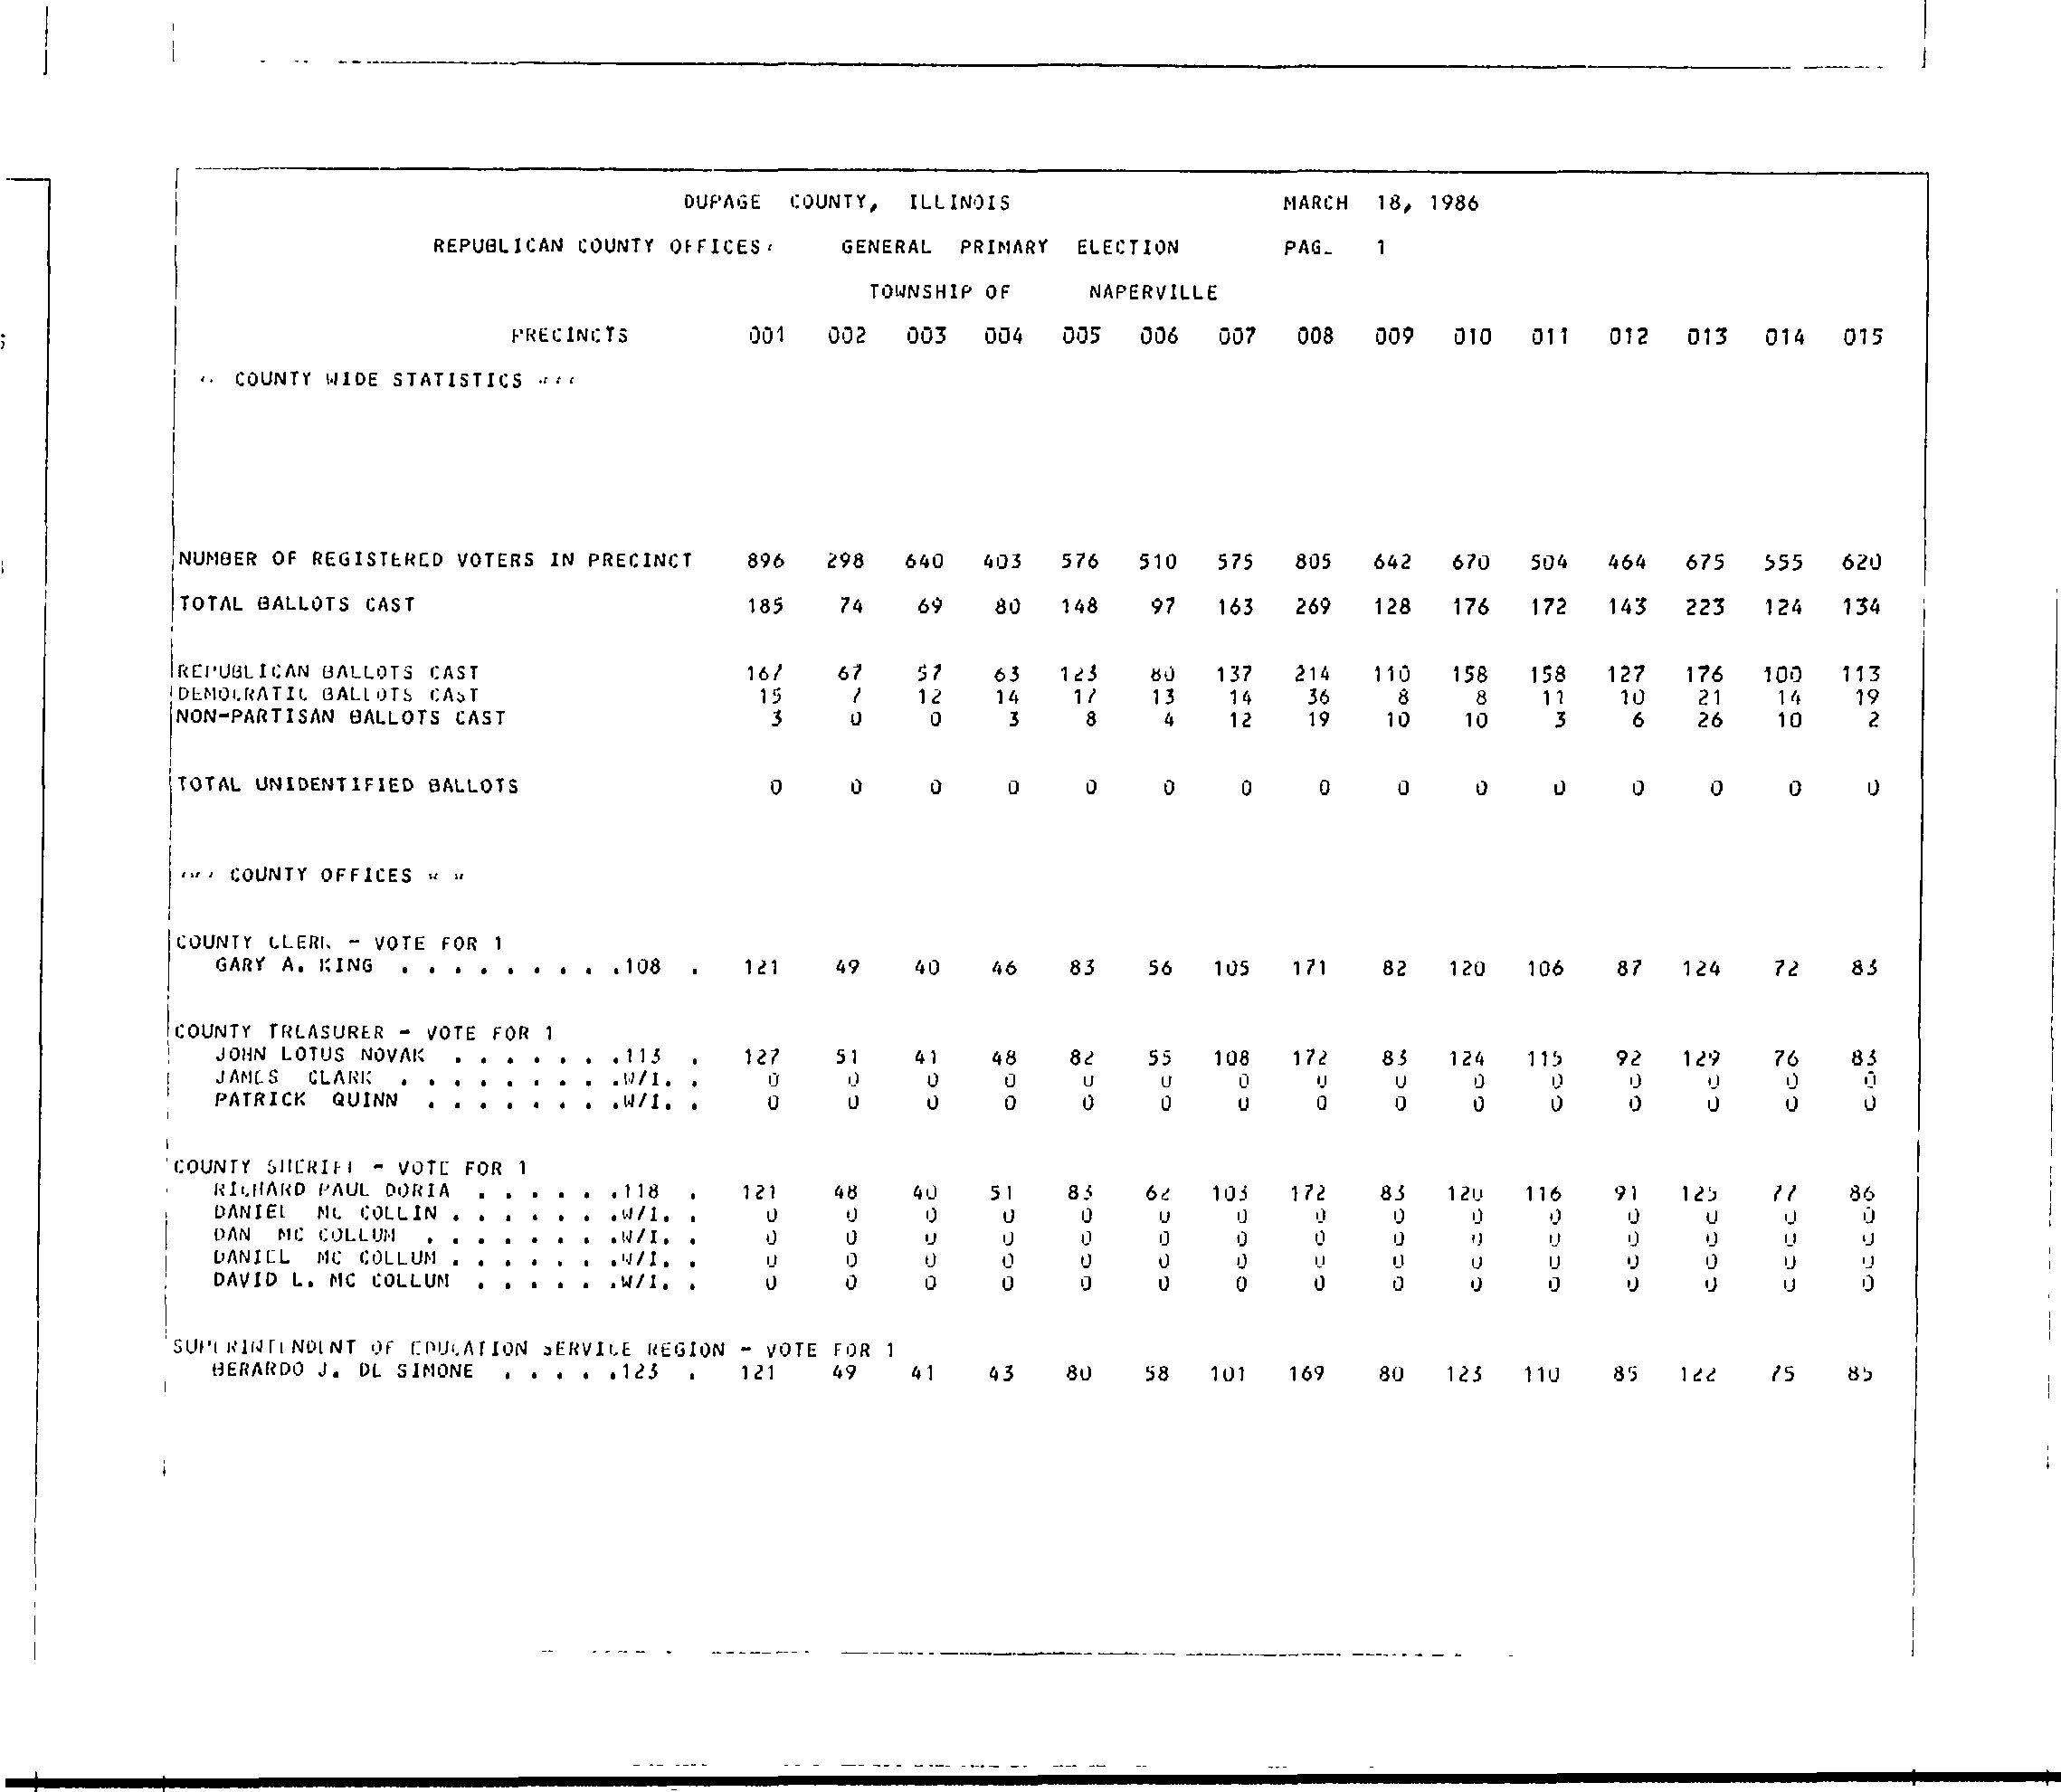 DUPAGE COUNTY, ILLINOIS MARCH 18, 1986
REPUBLICAN COUNTY OFFICES GENERAL PRIMARY ELECTION PAG. 1
TOWNSHIP OF NAPERVILLE
PRECINCTS 001 002 003 004 005 006 007 008 009 010 011 012 013 014 015
COUNTY WIDE STATISTICS
NUMBER OF REGISTERED VOTERS IN PRECINCT 896 298 640 403 576 510 575 805 642 670 504 464 675 555 620
TOTAL BALLOTS CAST 185 74 69 80 148 97 163 269 128 176 172 143 223 124 134
REPUBLICAN BALLOTS CAST 167 67 57 63 123 80 137 214 110 158 158 127 176 100 113
DEMOCRATIC BALLOTS CAST 15 7 12 14 17 13 14 36 8 8 11 10 21 14 19
NON-PARTISAN BALLOTS CAST 3 0 0 3 8 4 12 19 10 10 3 6 26 10 2
TOTAL UNIDENTIFIED BALLOTS 0 0 0 0 0 0 0 0 0 0 0 0 0 0 0
COUNTY OFFICES
COUNTY CLERK - VOTE FOR 1
GARY A. KING . . . . . . . . .108 . 121 49 40 46 83 56 105 171 82 120 106 87 124 72 83
COUNTY TREASURER - VOTE FOR 1
JOHN LOTUS NOVAK . . . . . . .113 . 127 51 41 48 82 55 108 172 83 124 115 92 129 76 83
JAMES CLARK . . . . . . . . .W/I. . 0 0 0 0 0 0 0 0 0 0 0 0 0 0 0
PATRICK QUINN . . . . . . . .W/I. . 0 0 0 0 0 0 0 0 0 0 0 0 0 0 0
COUNTY SHERIFF - VOTE FOR 1
RICHARD PAUL DORIA . . . . . .118 . 121 48 40 51 83 62 103 172 83 120 116 91 125 77 86
DANIEL MC COLLIN . . . . . . .W/I. . 0 0 0 0 0 0 0 0 0 0 0 0 0 0 0
DAN MC COLLUM . . . . . . . .W/I. . 0 0 0 0 0 0 0 0 0 0 0 0 0 0 0
DANIEL MC COLLUM . . . . . . .W/I. . 0 0 0 0 0 0 0 0 0 0 0 0 0 0 0
DAVID L. MC COLLUM . . . . . .W/I. . 0 0 0 0 0 0 0 0 0 0 0 0 0 0 0
SUPERINTENDENT OF EDUCATION SERVICE REGION - VOTE FOR 1
BERARDO J. DE SIMONE . . . . .123 . 121 49 41 43 80 58 101 169 80 123 110 85 122 75 85